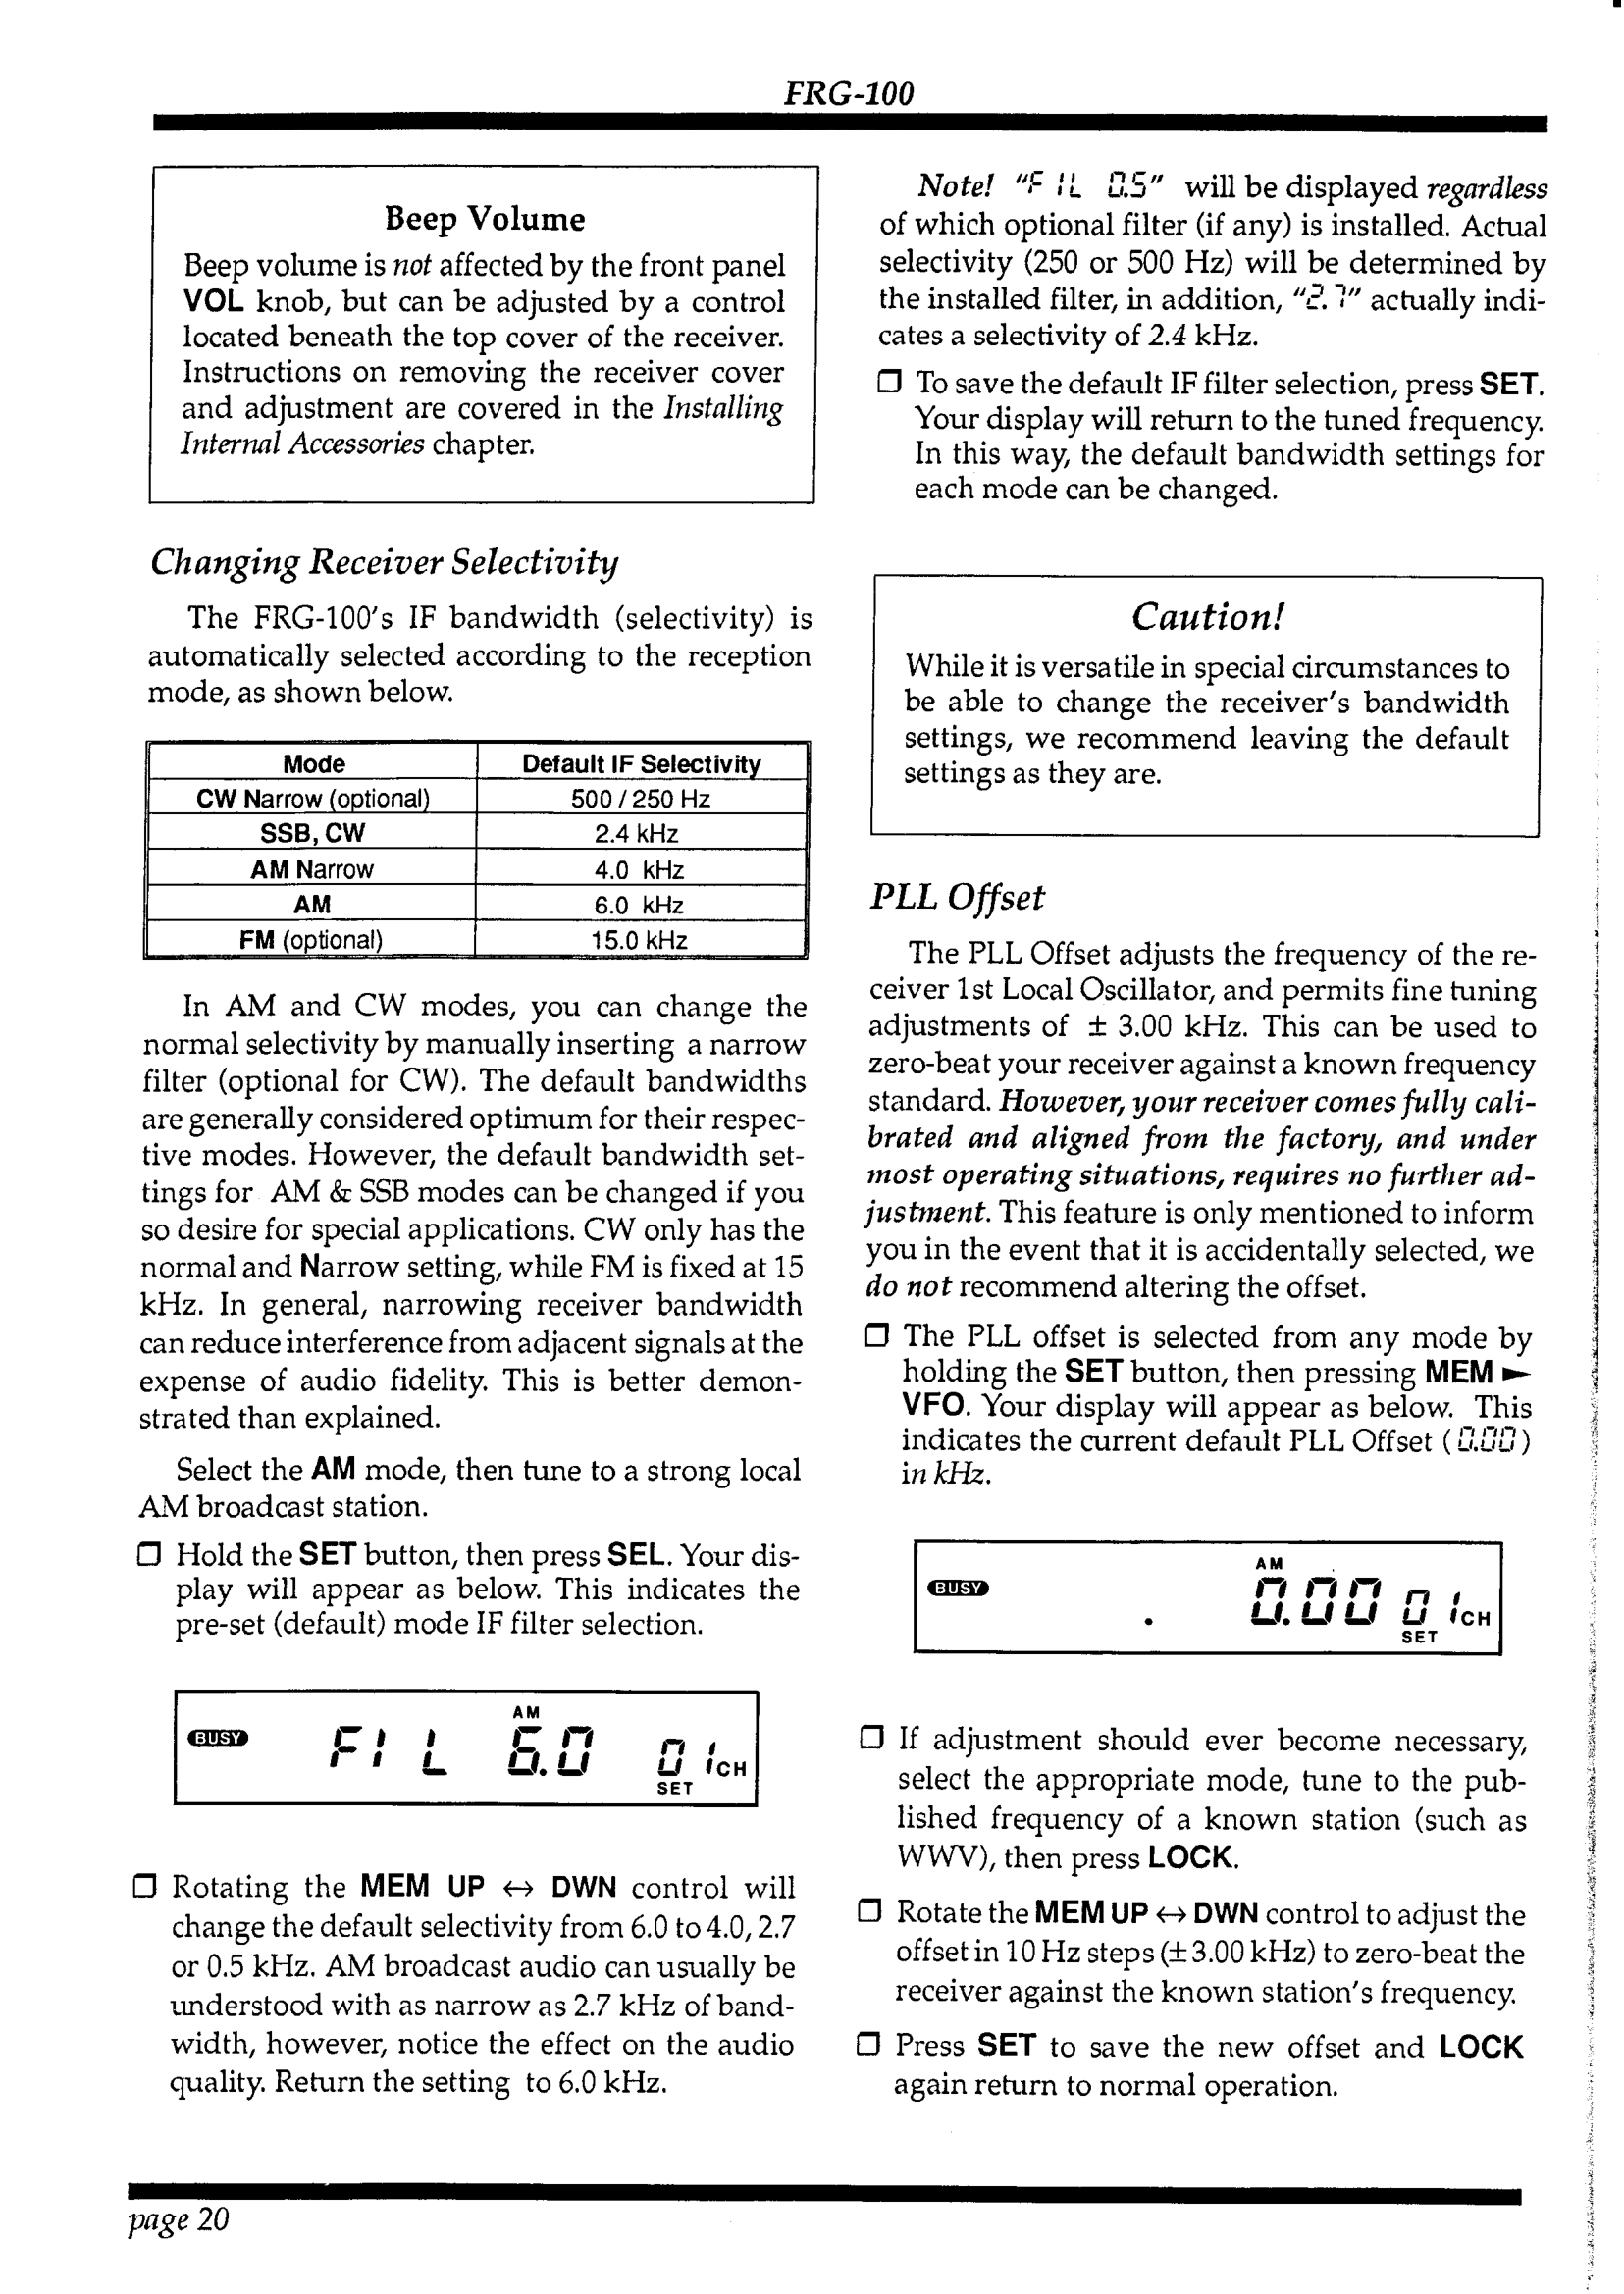 FRG-100
Beep Volume
Beep volume is not affected by the front panel
VOL knob, but can be adjusted by a control
located beneath the top cover of the receiver.
Instructions on removing the receiver cover
and adjustment are covered in the Installing
Internal Accessories chapter.
Changing Receiver Selectivity
The FRG-100's IF bandwidth (selectivity) is
automatically selected according to the reception
mode, as shown below.
Mode Default IF Selectivity
CW Narrow (optional) 500 / 250 Hz
SSB, CW 2.4 kHz
AM Narrow 4.0 kHz
AM 6.0 kHz
FM (optional) 15.0 kHz
In AM and CW modes, you can change the
normal selectivity by manually inserting a narrow
filter (optional for CW). The default bandwidths
are generally considered optimum for their respec-
tive modes. However, the default bandwidth set-
tings for AM & SSB modes can be changed if you
so desire for special applications. CW only has the
normal and Narrow setting, while FM is fixed at 15
kHz. In general, narrowing receiver bandwidth
can reduce interference from adjacent signals at the
expense of audio fidelity. This is better demon-
strated than explained.
Select the AM mode, then tune to a strong local
AM broadcast station.
❒ Hold the SET button, then press SEL. Your dis-
play will appear as below. This indicates the
pre-set (default) mode IF filter selection.
AM
BUSY FIL 6.0 01 CH
SET
❒ Rotating the MEM UP ↔ DWN control will
change the default selectivity from 6.0 to 4.0, 2.7
or 0.5 kHz. AM broadcast audio can usually be
understood with as narrow as 2.7 kHz of band-
width, however, notice the effect on the audio
quality. Return the setting to 6.0 kHz.
Note! "FIL 0.5" will be displayed regardless
of which optional filter (if any) is installed. Actual
selectivity (250 or 500 Hz) will be determined by
the installed filter, in addition, "2.7" actually indi-
cates a selectivity of 2.4 kHz.
❒ To save the default IF filter selection, press SET.
Your display will return to the tuned frequency.
In this way, the default bandwidth settings for
each mode can be changed.
Caution!
While it is versatile in special circumstances to
be able to change the receiver's bandwidth
settings, we recommend leaving the default
settings as they are.
PLL Offset
The PLL Offset adjusts the frequency of the re-
ceiver 1st Local Oscillator, and permits fine tuning
adjustments of ± 3.00 kHz. This can be used to
zero-beat your receiver against a known frequency
standard. However, your receiver comes fully cali-
brated and aligned from the factory, and under
most operating situations, requires no further ad-
justment. This feature is only mentioned to inform
you in the event that it is accidentally selected, we
do not recommend altering the offset.
❒ The PLL offset is selected from any mode by
holding the SET button, then pressing MEM ►
VFO. Your display will appear as below. This
indicates the current default PLL Offset (0.00)
in kHz.
AM
BUSY . 0.00 01 CH
SET
❒ If adjustment should ever become necessary,
select the appropriate mode, tune to the pub-
lished frequency of a known station (such as
WWV), then press LOCK.
❒ Rotate the MEM UP ↔ DWN control to adjust the
offset in 10 Hz steps (±3.00 kHz) to zero-beat the
receiver against the known station's frequency.
❒ Press SET to save the new offset and LOCK
again return to normal operation.
page 20